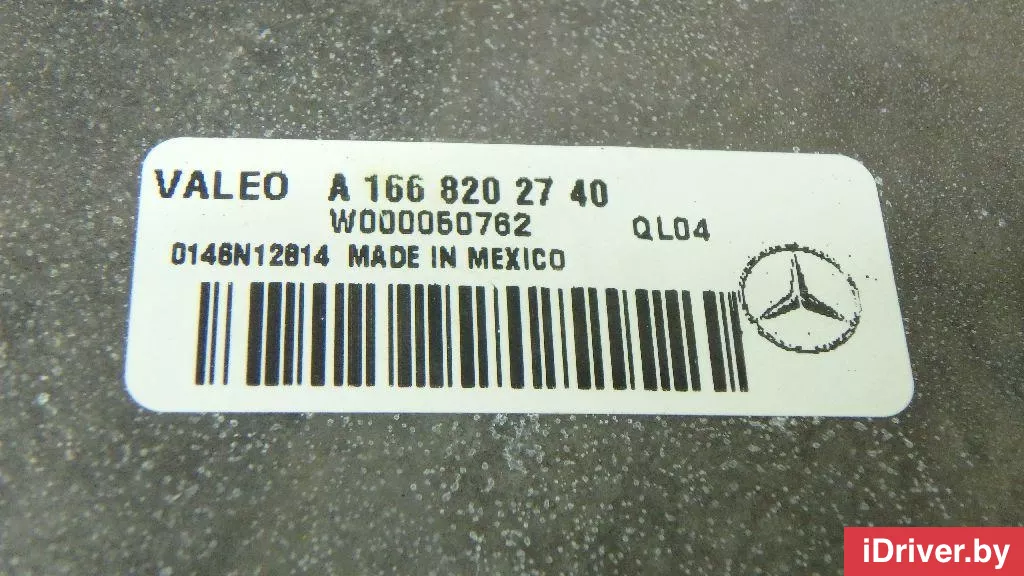 VALEO A 166 820 27 40
W000050762 QL04
0146N12814 MADE IN MEXICO
iDriver.by